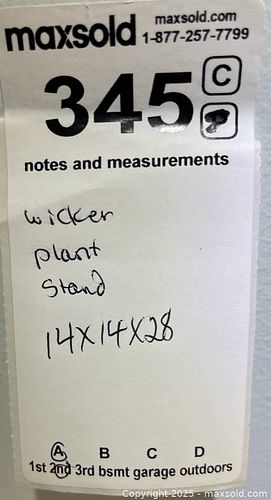 maxsold maxsold.com
1-877-257-7799
345 C
P
notes and measurements
wicker
plant
Stand
14X14X28
A B C D
1st 2nd 3rd bsmt garage outdoors
Copyright 2025 - maxsold.com